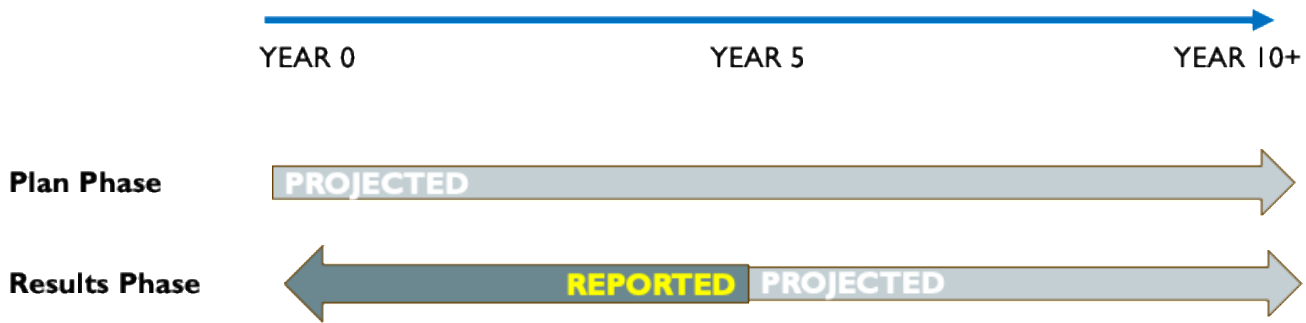 YEAR 0 YEAR 5 YEAR 10+
Plan Phase PROJECTED
Results Phase REPORTED PROJECTED